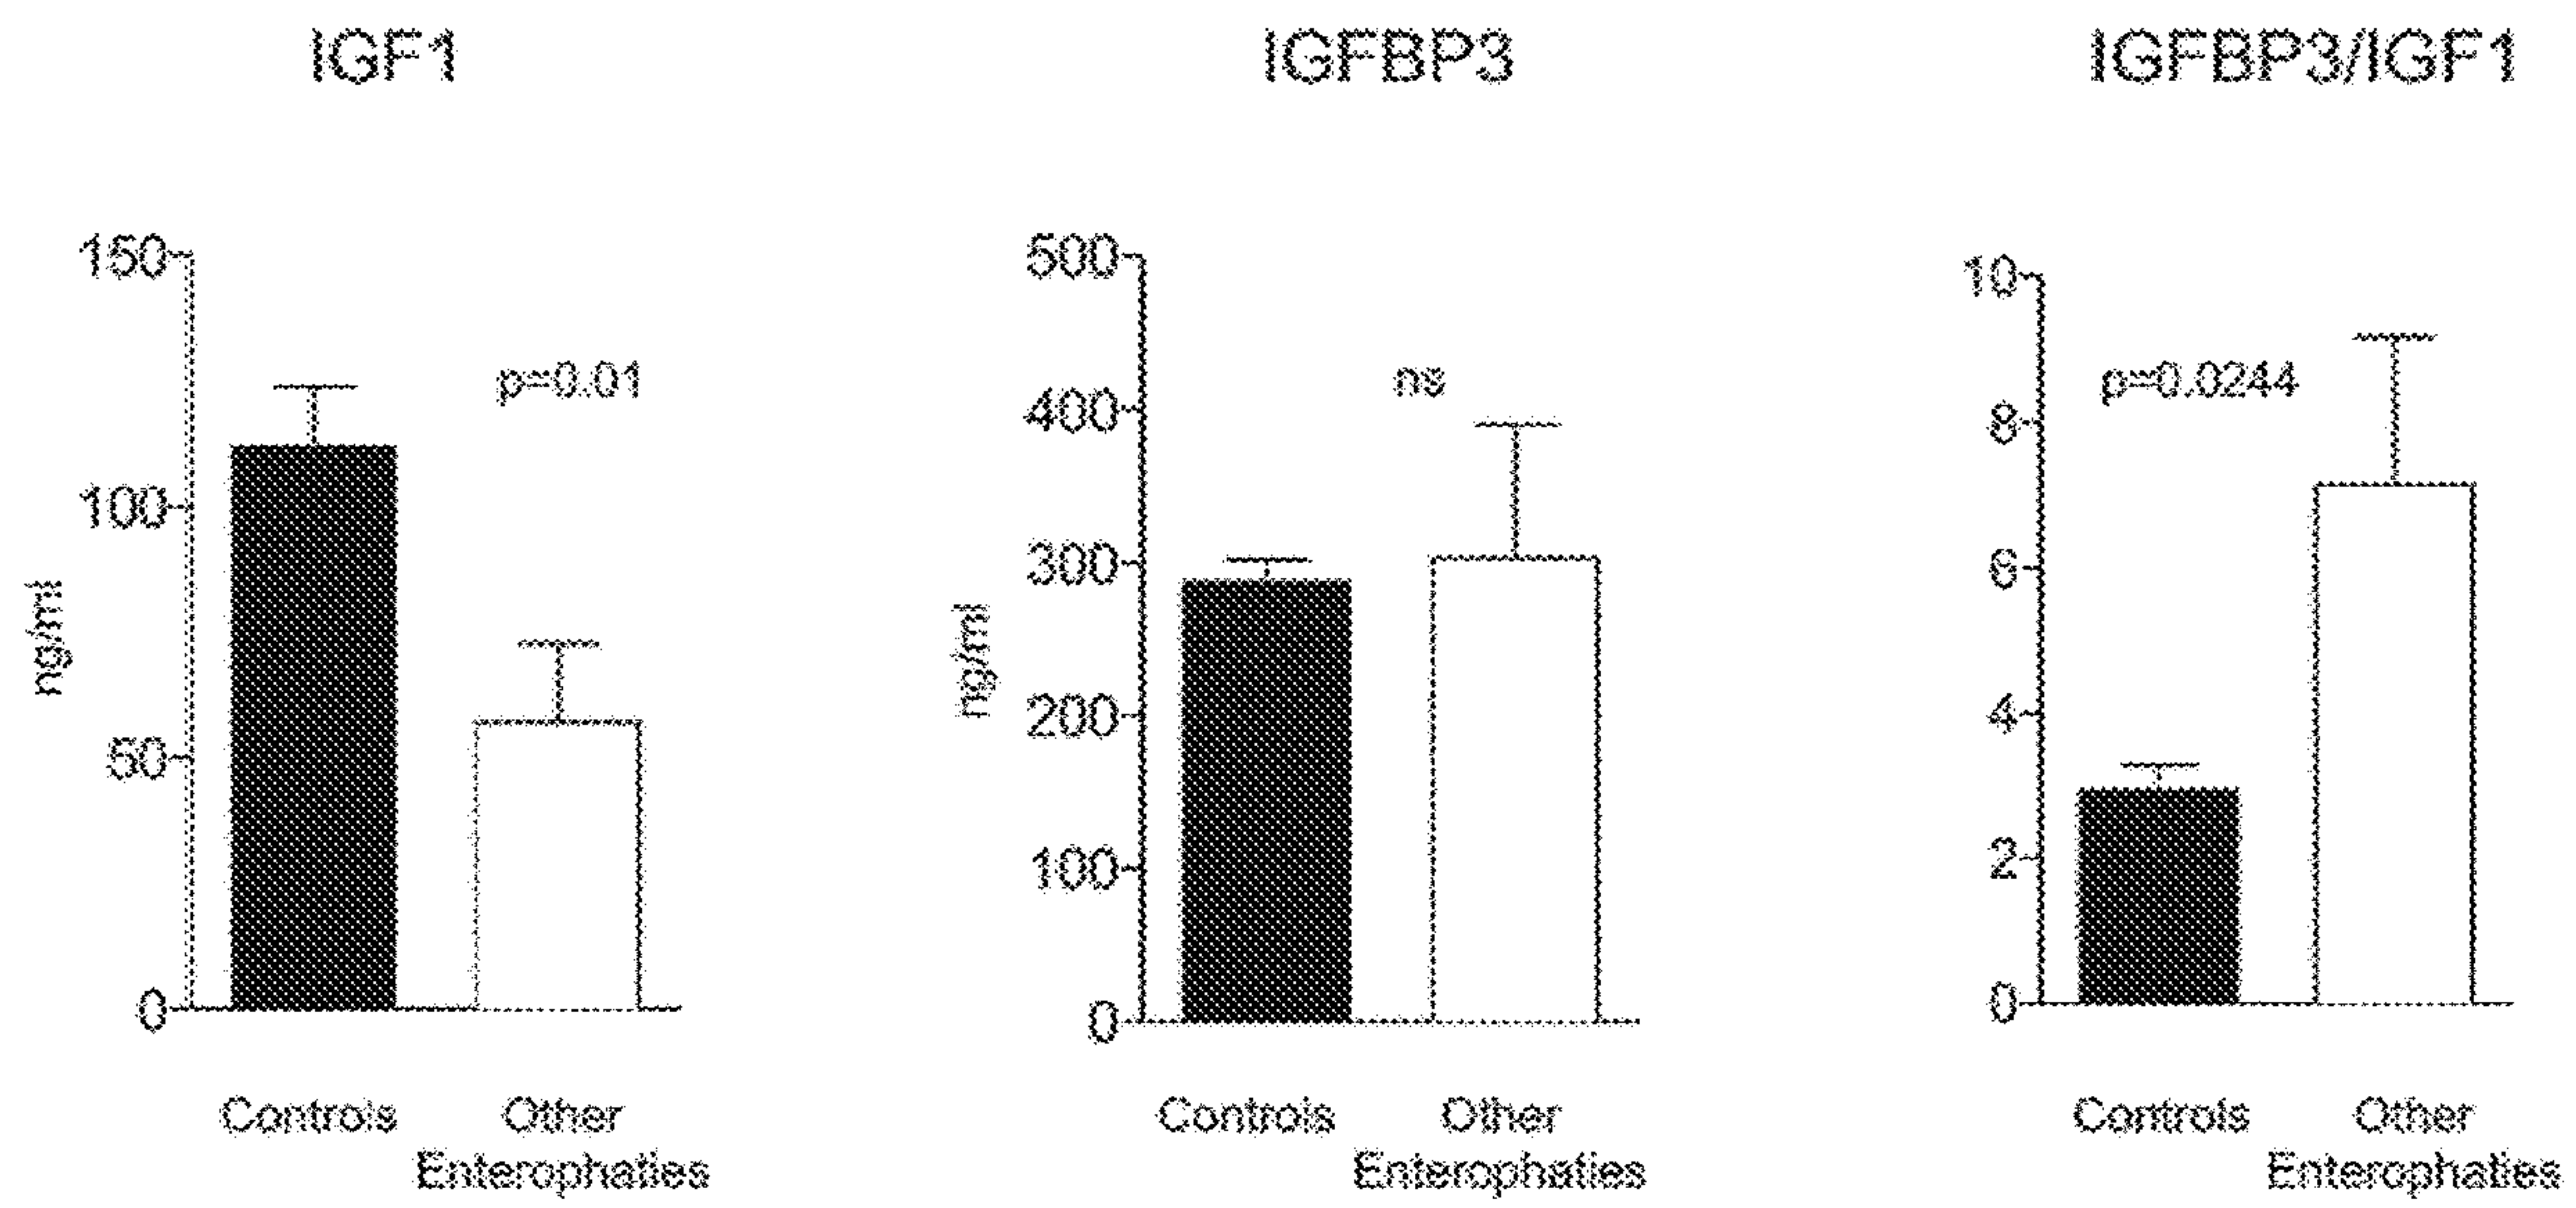 IGF1
150
100
50
0
ng/ml
p=0.01
Controls
Other
Enterophaties
IGFBP3
500
400
300
200
100
0
ng/ml
ns
Controls
Other
Enterophaties
IGFBP3/IGF1
10
8
6
4
2
0
p=0.0244
Controls
Other
Enterophaties